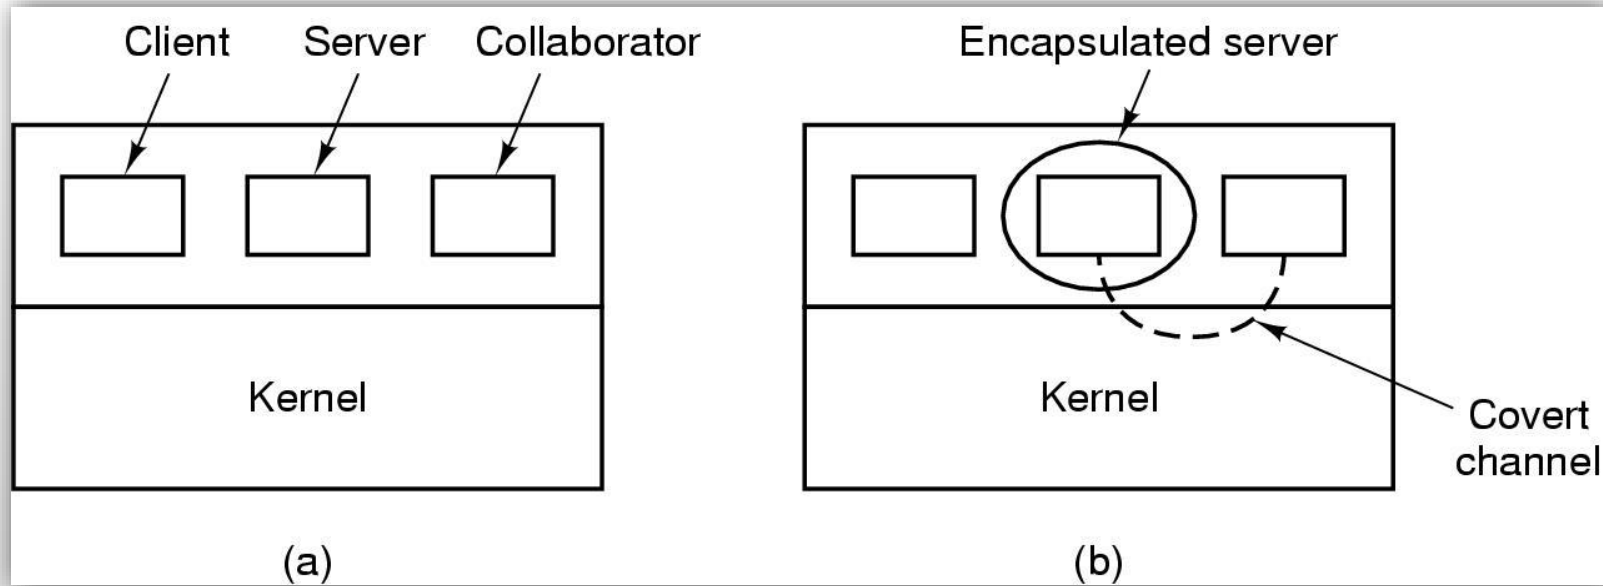 Client Server Collaborator
Encapsulated server
Kernel
Kernel
Covert
channel
(a)
(b)